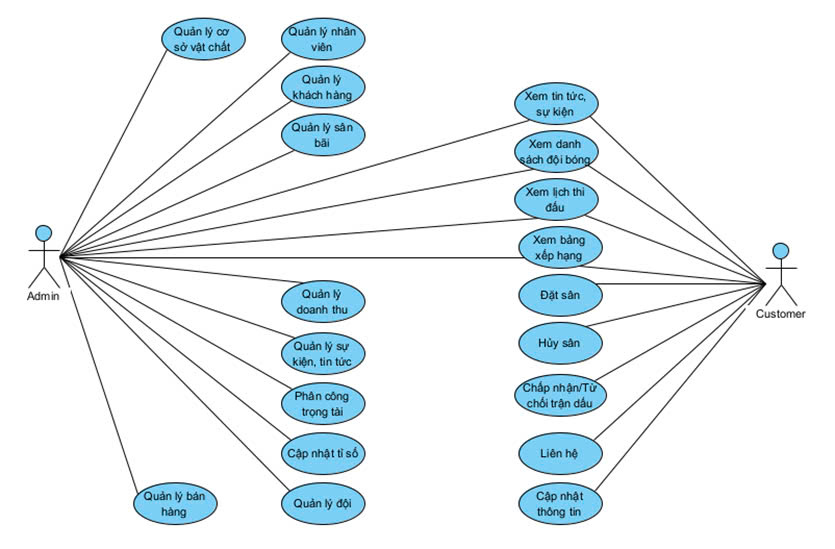 Quản lý cơ
sở vật chất
Quản lý nhân
viên
Quản lý
khách hàng
Quản lý sân
bãi
Xem tin tức,
sự kiện
Xem danh
sách đội bóng
Xem lịch thi
đấu
Xem bảng
xếp hạng
Admin
Customer
Quản lý
doanh thu
Đặt sân
Quản lý sự
kiện, tin tức
Hủy sân
Phân công
trọng tài
Chấp nhận/Từ
chối trận dấu
Cập nhật tỉ số
Liên hệ
Quản lý bán
hàng
Quản lý đội
Cập nhật
thông tin